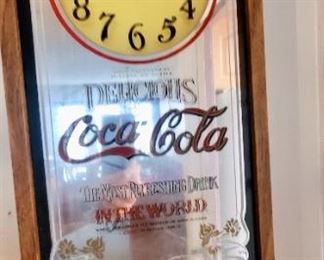 8 4
7 6 5
DELICIOUS
Coca-Cola
THE MOST REFRESHING DRINK
IN THE WORLD